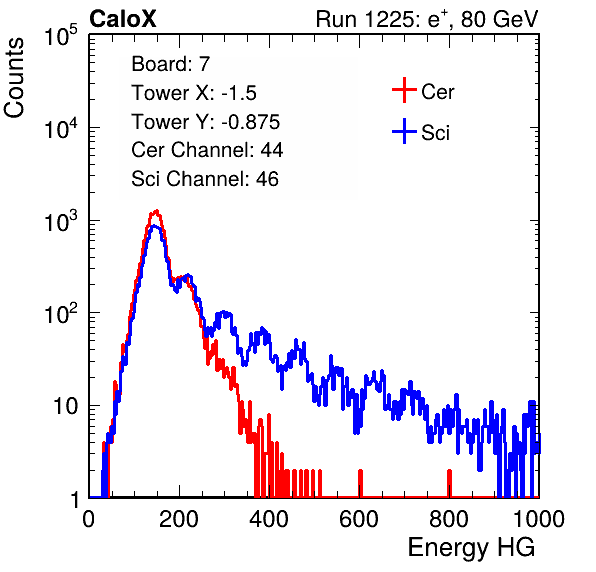 CaloX Run 1225: e⁺, 80 GeV
Counts
Board: 7
Tower X: -1.5
Tower Y: -0.875
Cer Channel: 44
Sci Channel: 46
Cer
Sci
10⁵
10⁴
10³
10²
10
1
0 200 400 600 800 1000
Energy HG